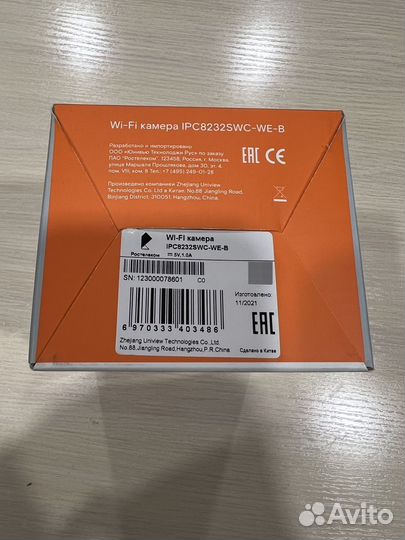 Wi-Fi камера IPC8232SWC-WE-B
Разработано и импортировано
ООО «Юнивью Текнолоджи Рус» по заказу
ПАО "Ростелеком", 123458, Россия, г. Москва,
улица Маршала Прошлякова, дом 30, эт. 4,
пом. VIII, ком. 8 Тел. +7 (495) 249-01-28
EAC CE
Произведено компанией Zhejiang Uniview
Technologies Co. Ltd в Китае. No.88 Jiangling Road,
Binjiang District, 310051, Hangzhou, China.
Ростелеком
Wi-Fi камера
IPC8232SWC-WE-B
5V,1.0A
SN: 123000078601 C0
Изготовлено:
11/2021
6 970333 403486
EAC
Zhejiang Uniview Technologies Co.,Ltd.
No.88.Jiangling Road,Hangzhou,P.R.China
Сделано в Китае
Avito